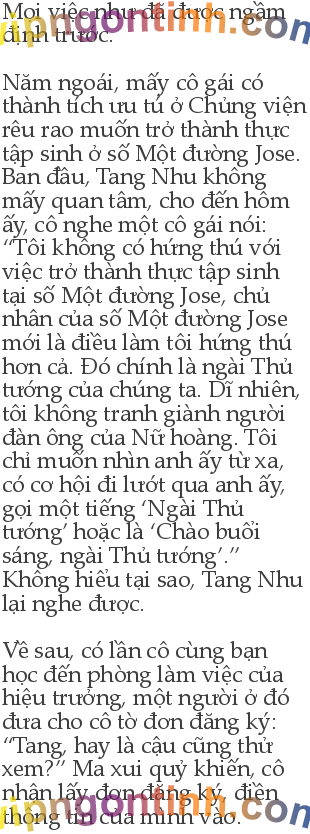 Mọi việc như đã được ngầm
định trước.
Năm ngoái, mấy cô gái có
thành tích ưu tú ở Chủng viện
rêu rao muốn trở thành thực
tập sinh ở số Một đường Jose.
Ban đầu, Tang Nhu không
mấy quan tâm, cho đến hôm
ấy, cô nghe một cô gái nói:
“Tôi không có hứng thú với
việc trở thành thực tập sinh
tại số Một đường Jose, chủ
nhân của số Một đường Jose
mới là điều làm tôi hứng thú
hơn cả. Đó chính là ngài Thủ
tướng của chúng ta. Dĩ nhiên,
tôi không tranh giành người
đàn ông của Nữ hoàng. Tôi
chỉ muốn nhìn anh ấy từ xa,
có cơ hội đi lướt qua anh ấy,
gọi một tiếng ‘Ngài Thủ
tướng’ hoặc là ‘Chào buổi
sáng, ngài Thủ tướng’.”
Không hiểu tại sao, Tang Nhu
lại nghe được.
Về sau, có lần cô cùng bạn
học đến phòng làm việc của
hiệu trưởng, một người ở đó
đưa cho cô tờ đơn đăng ký:
“Tang, hay là cậu cũng thử
xem?” Ma xui quỷ khiến, cô
nhận lấy đơn đăng ký, điền
thông tin của mình vào.
vipngontinh.com
vipngontinh.com